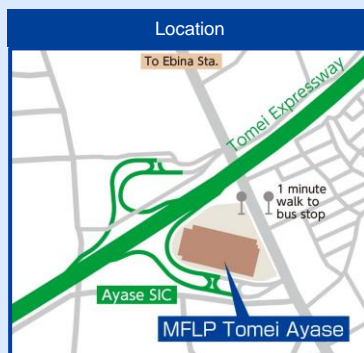 Location
To Ebina Sta.
Tomei Expressway
1 minute
walk to
bus stop
Ayase SIC
MFLP Tomei Ayase